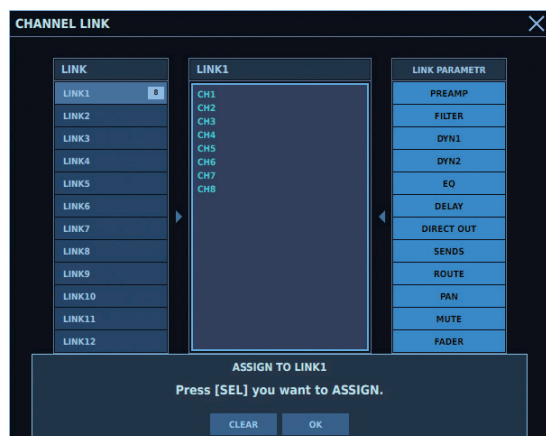 CHANNEL LINK
LINK
LINK1
8
LINK2
LINK3
LINK4
LINK5
LINK6
LINK7
LINK8
LINK9
LINK10
LINK11
LINK12
LINK1
CH1
CH2
CH3
CH4
CH5
CH6
CH7
CH8
LINK PARAMETR
PREAMP
FILTER
DYN1
DYN2
EQ
DELAY
DIRECT OUT
SENDS
ROUTE
PAN
MUTE
FADER
ASSIGN TO LINK1
Press [SEL] you want to ASSIGN.
CLEAR
OK